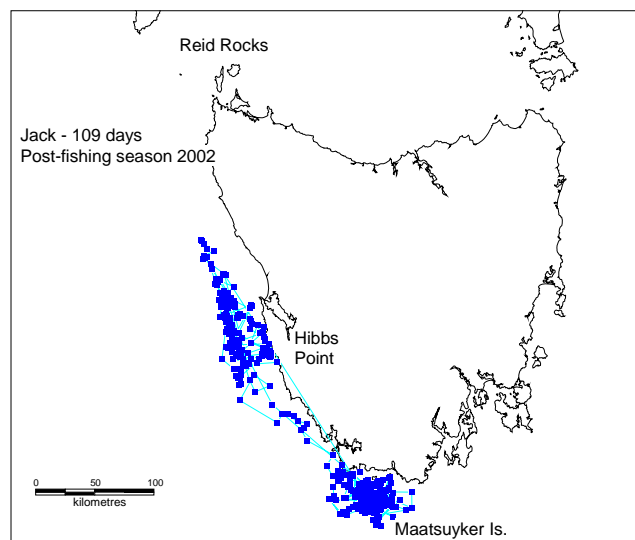 Reid Rocks
Jack - 109 days
Post-fishing season 2002
Hibbs
Point
0 50 100
kilometres
Maatsuyker Is.